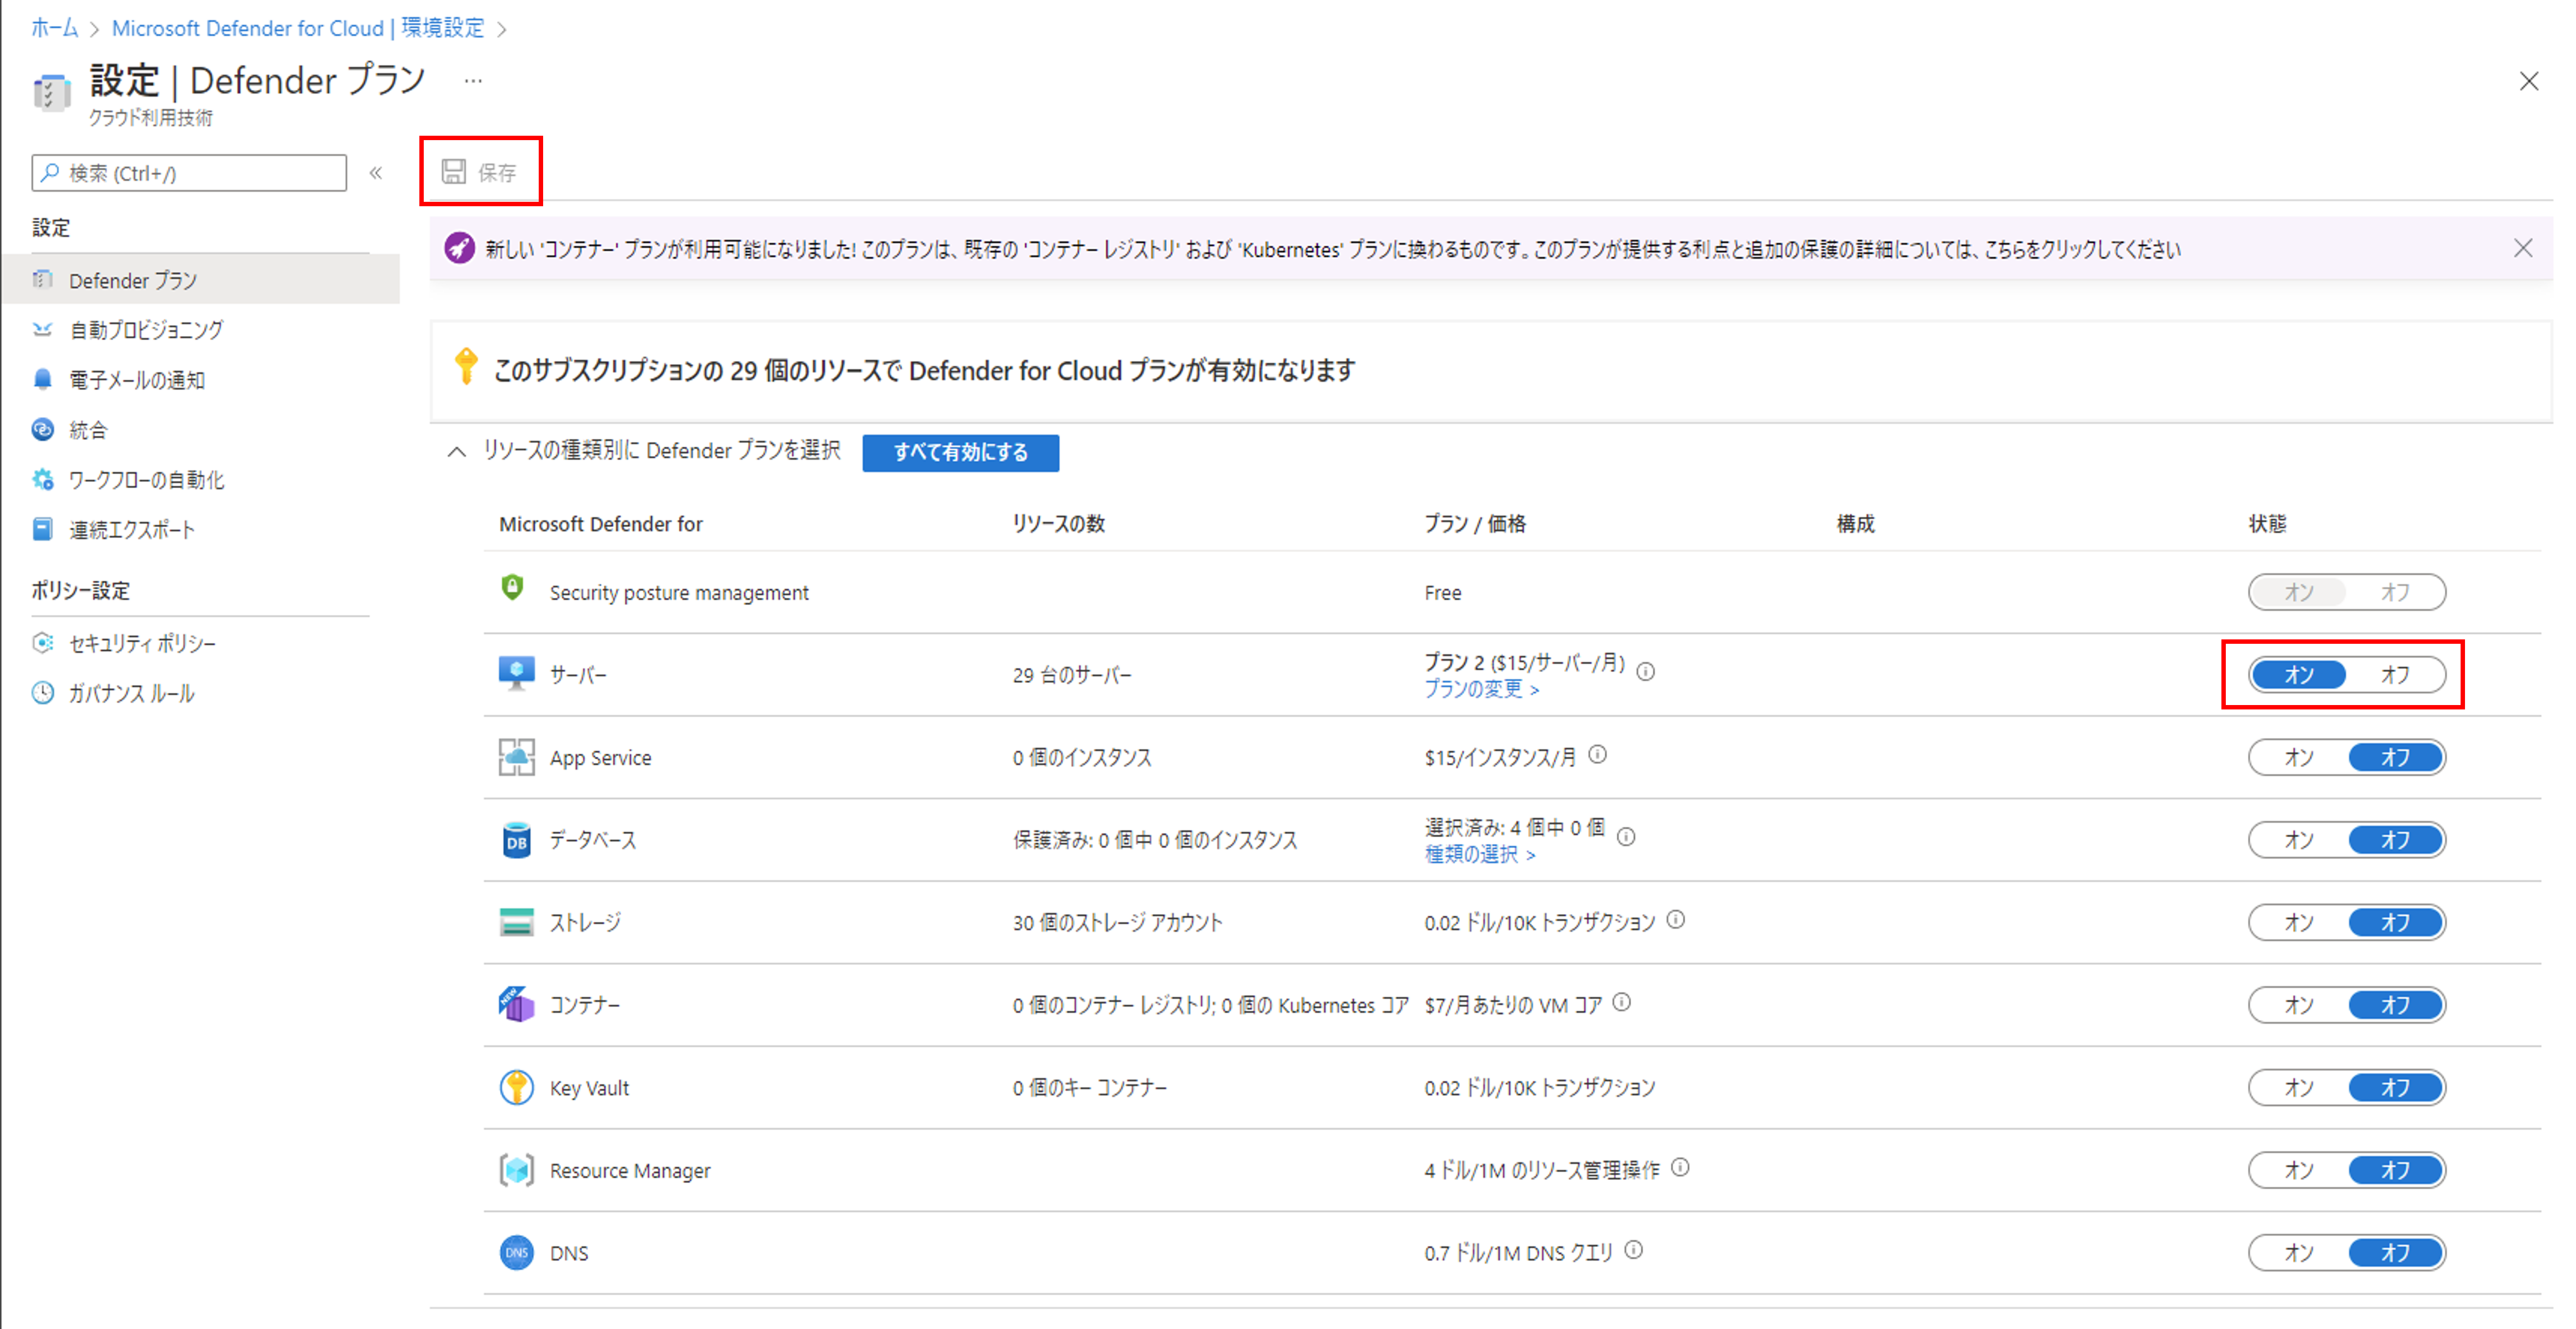 ホーム > Microsoft Defender for Cloud | 環境設定 >
設定 | Defender プラン ...
クラウド利用技術
検索 (Ctrl+/)
«
保存
設定
Defender プラン
自動プロビジョニング
電子メールの通知
統合
ワークフローの自動化
連続エクスポート
ポリシー設定
セキュリティ ポリシー
ガバナンス ルール
新しい 'コンテナー' プランが利用可能になりました! このプランは、既存の 'コンテナー レジストリ' および 'Kubernetes' プランに換わるものです。このプランが提供する利点と追加の保護の詳細については、こちらをクリックしてください
このサブスクリプションの 29 個のリソースで Defender for Cloud プランが有効になります
リソースの種類別に Defender プランを選択 すべて有効にする
Microsoft Defender for リソースの数 プラン / 価格 構成 状態
Security posture management Free オン オフ
サーバー 29 台のサーバー プラン 2 ($15/サーバー/月) オン オフ
プランの変更 >
App Service 0 個のインスタンス $15/インスタンス/月 オン オフ
DB データベース 保護済み: 0 個中 0 個のインスタンス 選択済み: 4 個中 0 個 オン オフ
種類の選択 >
ストレージ 30 個のストレージ アカウント 0.02 ドル/10K トランザクション オン オフ
NEW コンテナー 0 個のコンテナー レジストリ; 0 個の Kubernetes コア $7/月あたりの VM コア オン オフ
Key Vault 0 個のキー コンテナー 0.02 ドル/10K トランザクション オン オフ
Resource Manager 4 ドル/1M のリソース管理操作 オン オフ
DNS DNS 0.7 ドル/1M DNS クエリ オン オフ